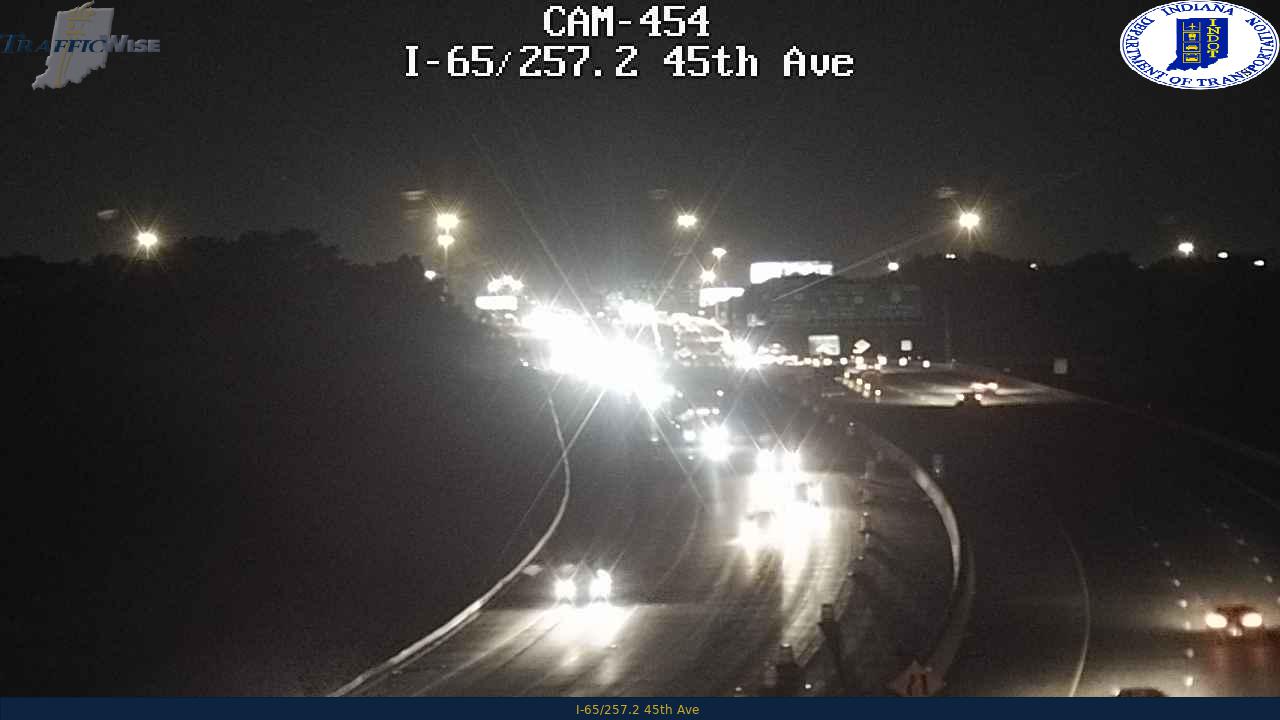 CAM-454
I-65/257.2 45th Ave
TRAFFICWISE
INDIANA
DEPARTMENT OF TRANSPORTATION
INDOT
I-65/257.2 45th Ave